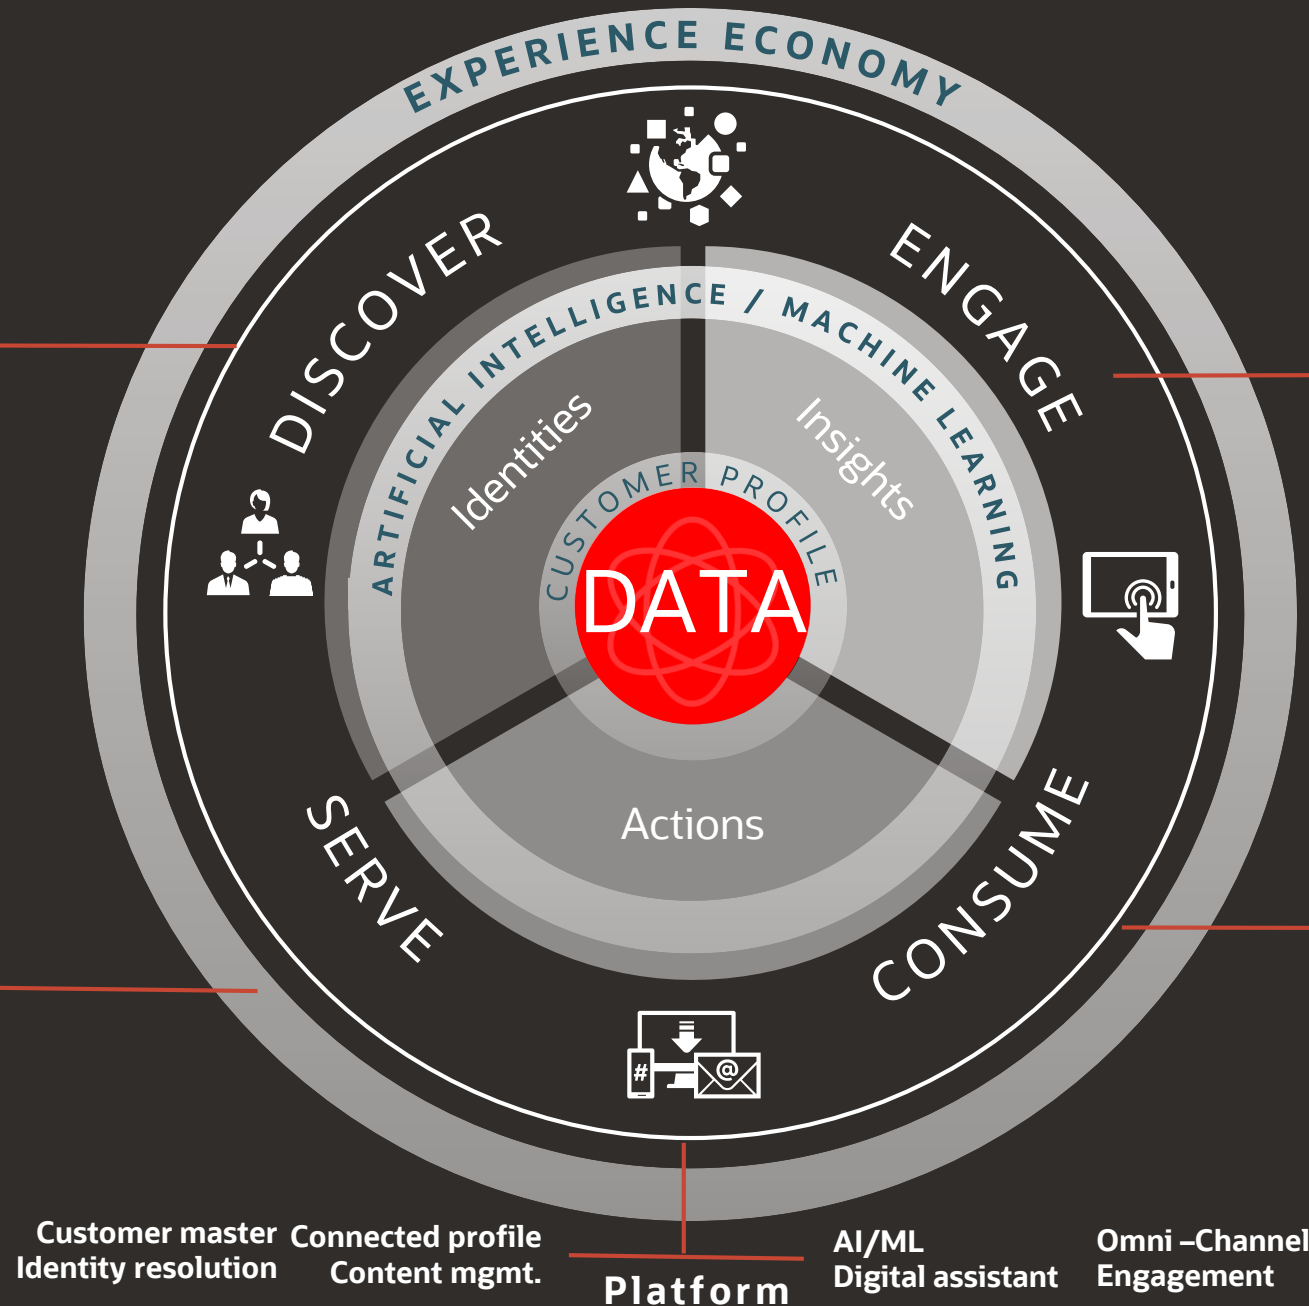 EXPERIENCE ECONOMY
DISCOVER
ENGAGE
ARTIFICIAL INTELLIGENCE / MACHINE LEARNING
Identities
Insights
CUSTOMER PROFILE
DATA
Actions
SERVE
CONSUME
#
@
Customer master
Identity resolution
Connected profile
Content mgmt.
Platform
AI/ML
Digital assistant
Omni –Channel
Engagement